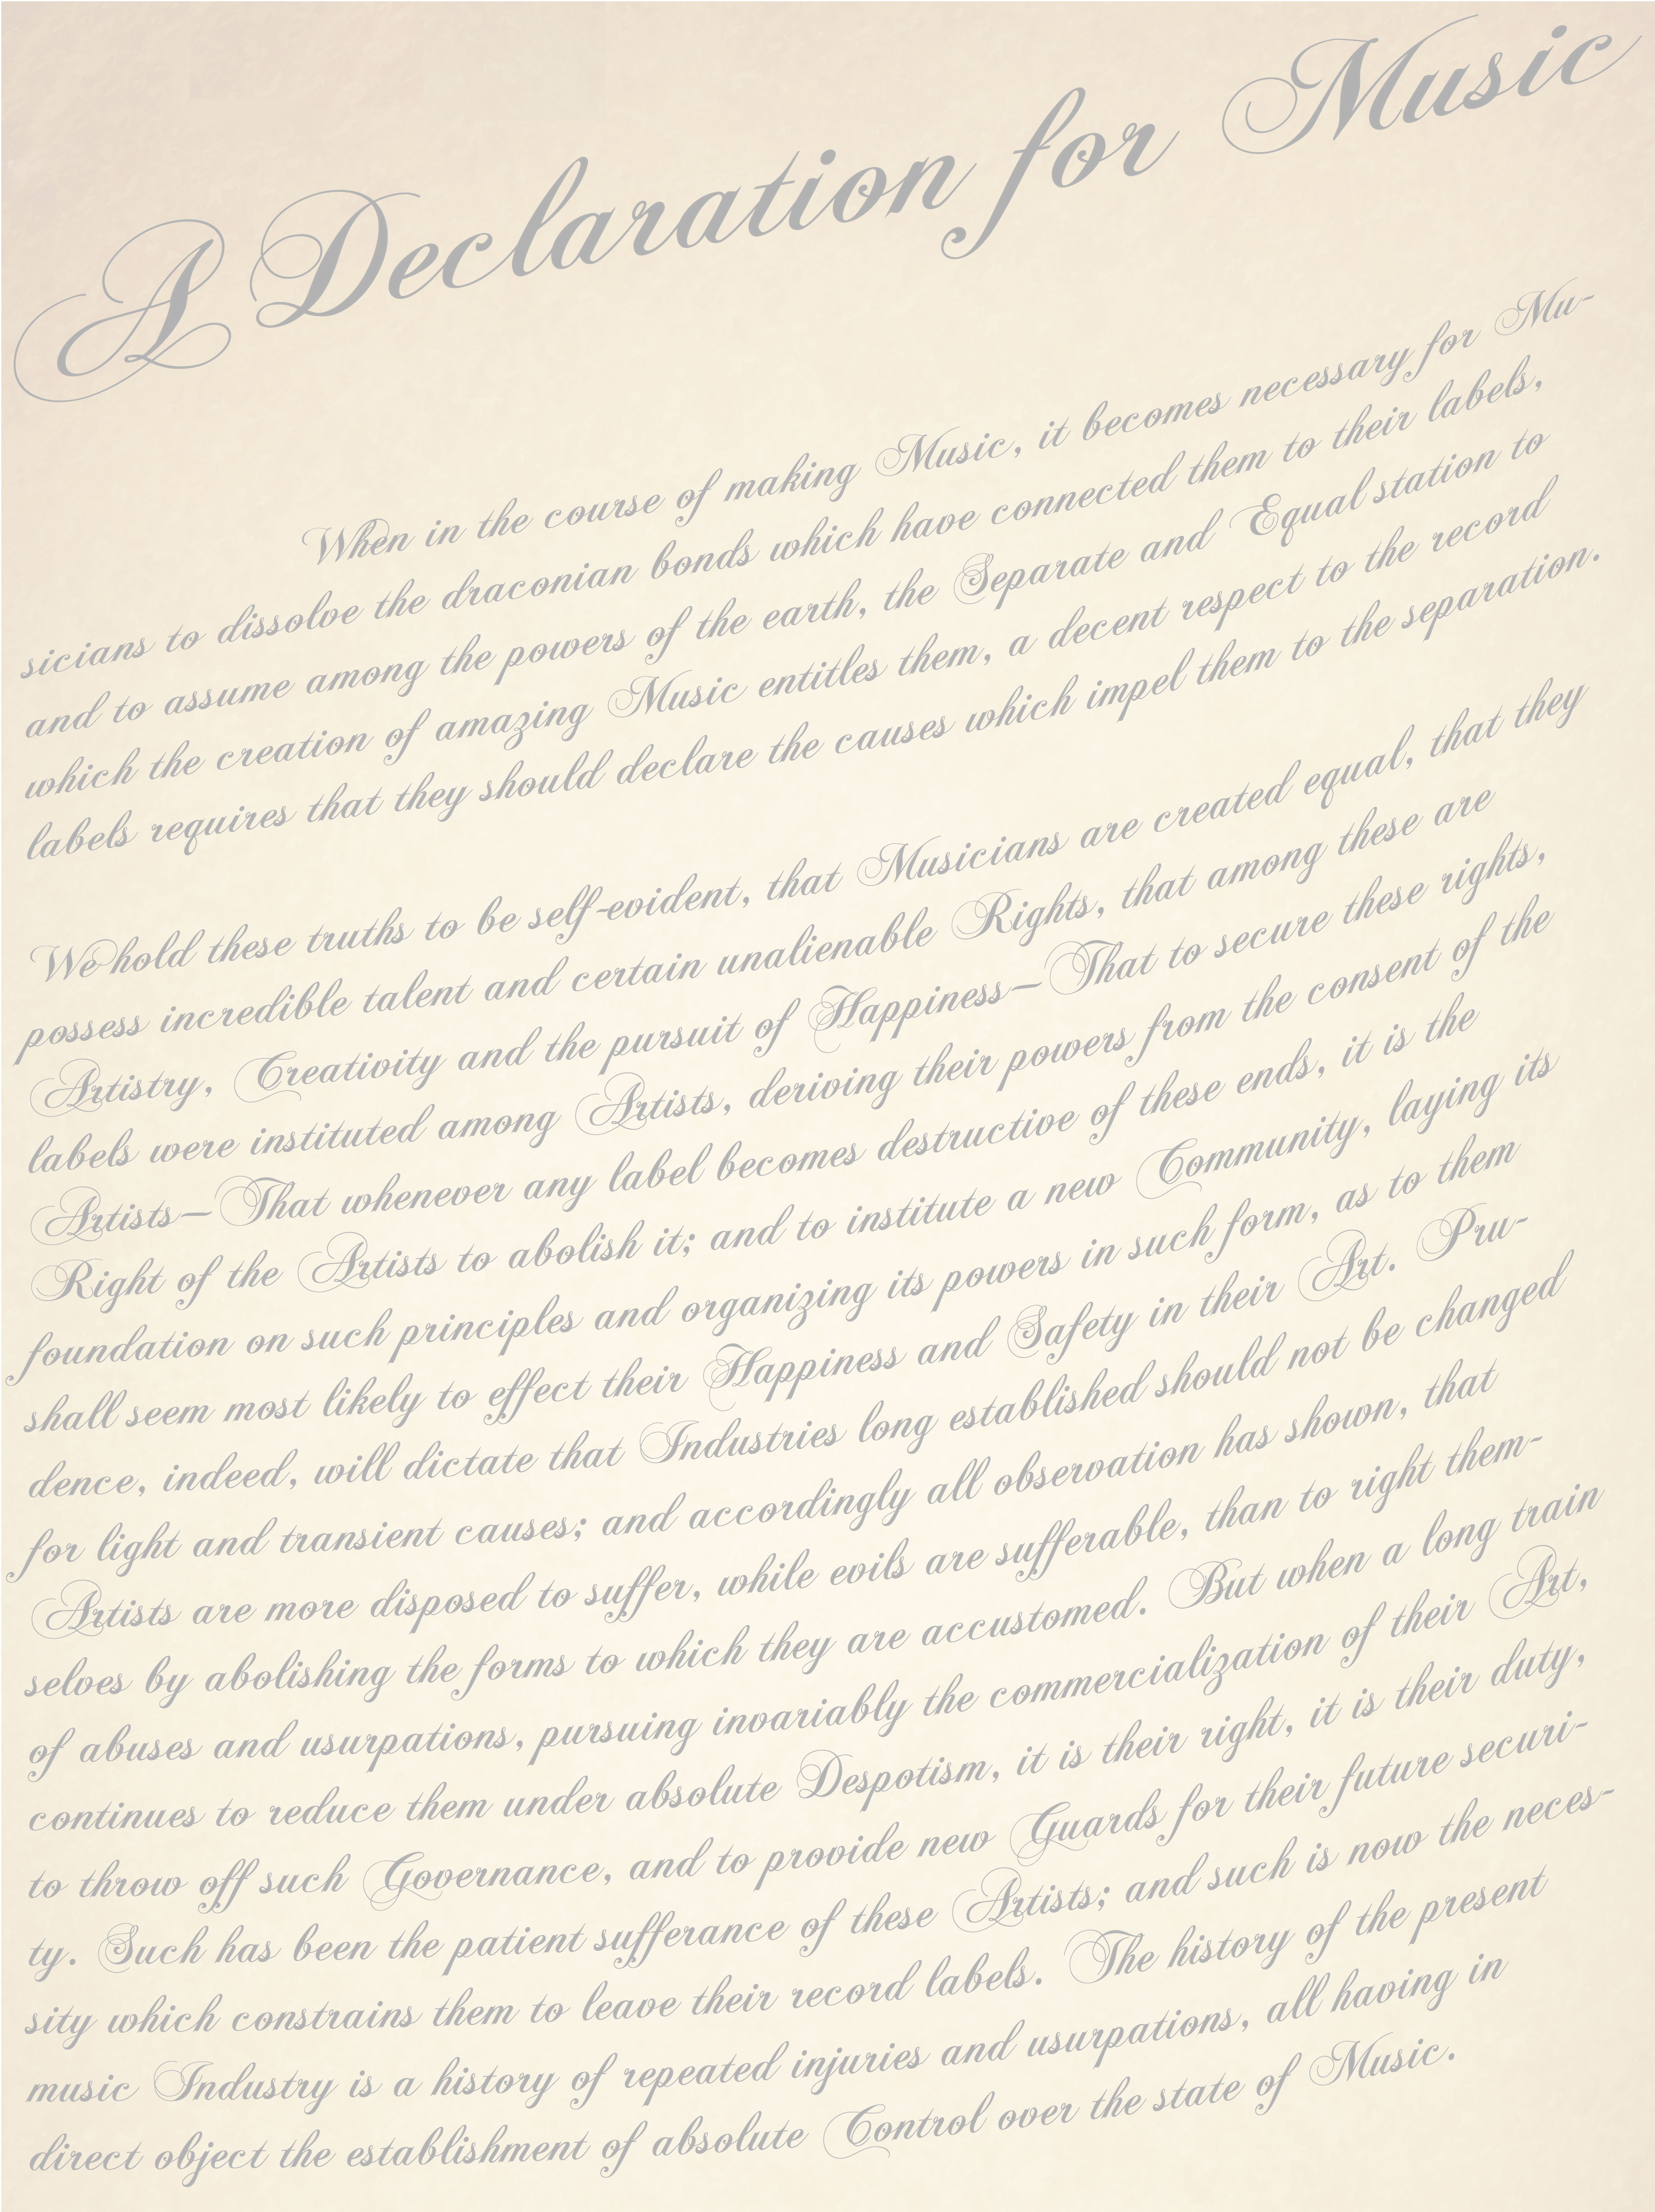 A Declaration for Music
When in the course of making Music, it becomes necessary for Mu-
sicians to dissolve the draconian bonds which have connected them to their labels,
and to assume among the powers of the earth, the Separate and Equal station to
which the creation of amazing Music entitles them, a decent respect to the record
labels requires that they should declare the causes which impel them to the separation.
We hold these truths to be self-evident, that Musicians are created equal, that they
possess incredible talent and certain unalienable Rights, that among these are
Artistry, Creativity and the pursuit of Happiness—That to secure these rights,
labels were instituted among Artists, deriving their powers from the consent of the
Artists—That whenever any label becomes destructive of these ends, it is the
Right of the Artists to abolish it; and to institute a new Community, laying its
foundation on such principles and organizing its powers in such form, as to them
shall seem most likely to effect their Happiness and Safety in their Art. Pru-
dence, indeed, will dictate that Industries long established should not be changed
for light and transient causes; and accordingly all observation has shown, that
Artists are more disposed to suffer, while evils are sufferable, than to right them-
selves by abolishing the forms to which they are accustomed. But when a long train
of abuses and usurpations, pursuing invariably the commercialization of their Art,
continues to reduce them under absolute Despotism, it is their right, it is their duty,
to throw off such Governance, and to provide new Guards for their future securi-
ty. Such has been the patient sufferance of these Artists; and such is now the neces-
sity which constrains them to leave their record labels. The history of the present
music Industry is a history of repeated injuries and usurpations, all having in
direct object the establishment of absolute Control over the state of Music.